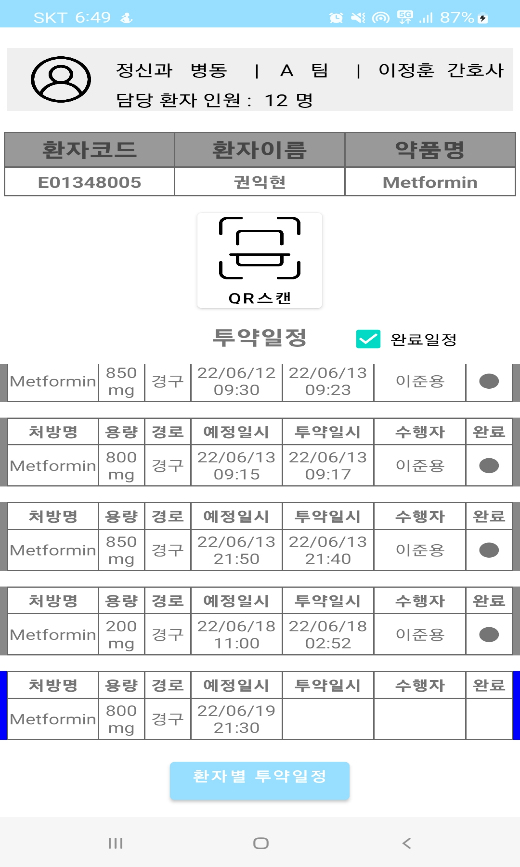 SKT 6:49 5G 87%
정신과 병동 | A 팀 | 이정훈 간호사
담당 환자 인원 : 12 명
환자코드 환자이름 약품명
E01348005 권익현 Metformin
QR스캔
투약일정 완료일정
Metformin 850 mg 경구 22/06/12 09:30 22/06/13 09:23 이준용
처방명 용량 경로 예정일시 투약일시 수행자 완료
Metformin 800 mg 경구 22/06/13 09:15 22/06/13 09:17 이준용
처방명 용량 경로 예정일시 투약일시 수행자 완료
Metformin 850 mg 경구 22/06/13 21:50 22/06/13 21:40 이준용
처방명 용량 경로 예정일시 투약일시 수행자 완료
Metformin 200 mg 경구 22/06/18 11:00 22/06/18 02:52 이준용
처방명 용량 경로 예정일시 투약일시 수행자 완료
Metformin 800 mg 경구 22/06/19 21:30
환자별 투약일정